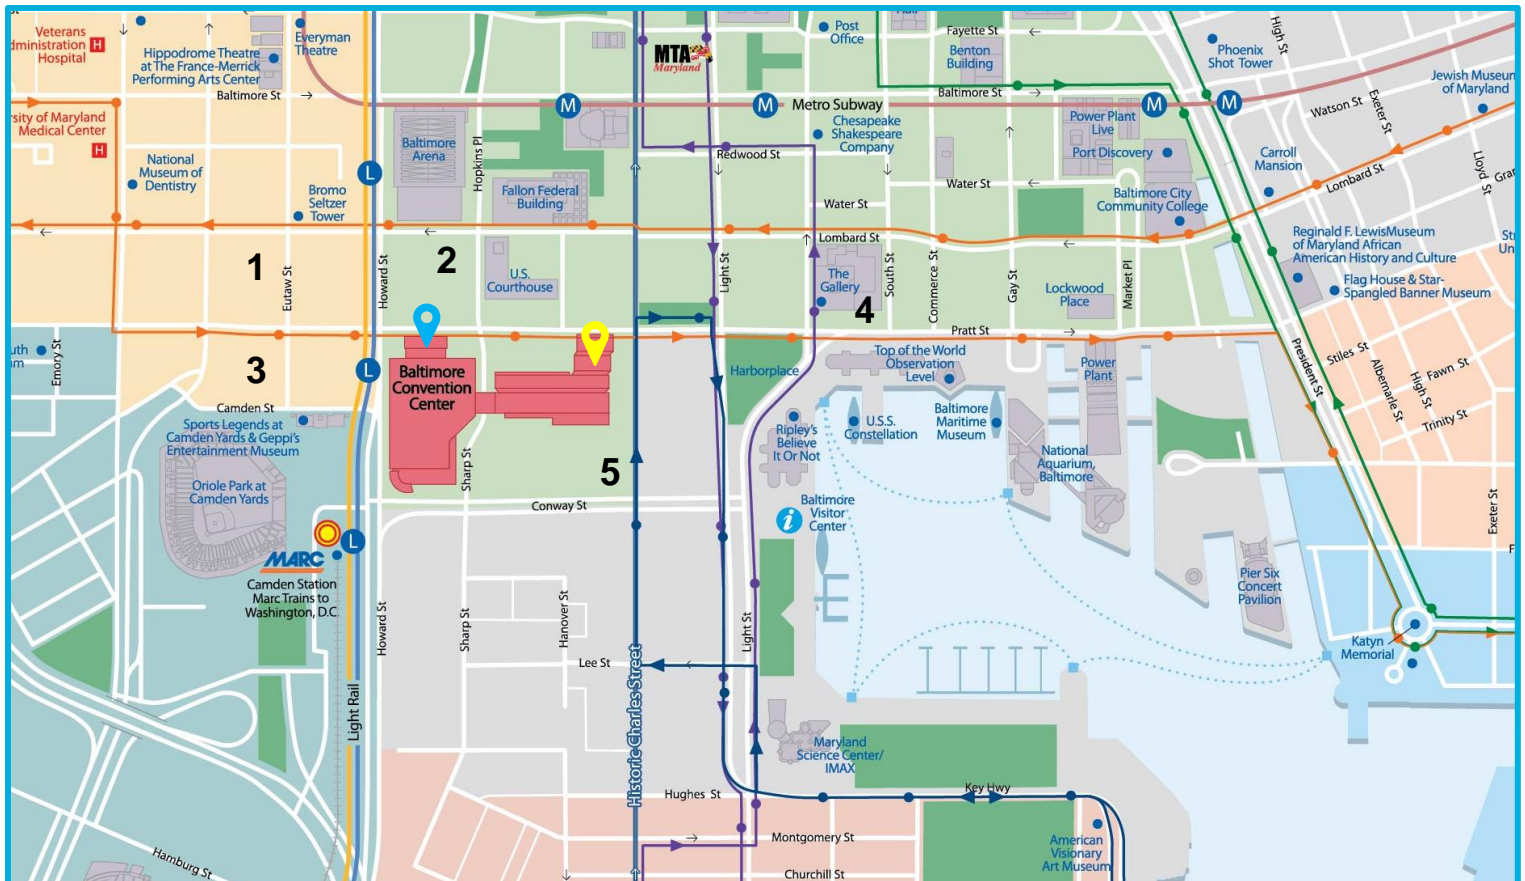 Veterans
dministration
Hospital
H
Hippodrome Theatre
at The France-Merrick
Performing Arts Center
Everyman
Theatre
MTA
Maryland
Post
Office
Hall
Fayette St
Benton
Building
High St
Phoenix
Shot Tower
Jewish Museum
of Maryland
Baltimore St
Baltimore St
M
M
Metro Subway
M
M
Watson St
Exeter St
sity of Maryland
Medical Center
H
National
Museum of
Dentistry
Bromo
Seltzer
Tower
L
Baltimore
Arena
Hopkins Pl
Fallon Federal
Building
Redwood St
Chesapeake
Shakespeare
Company
Power Plant
Live
Port Discovery
Carroll
Mansion
Lombard St
Lloyd St
Gra
Water St
Water St
Baltimore City
Community College
Lombard St
Reginald F. LewisMuseum
of Maryland African
American History and Culture
Flag House & Star-
Spangled Banner Museum
1
2
Eutaw St
Howard St
U.S.
Courthouse
Light St
The
Gallery
4
South St
Commerce St
Gay St
Lockwood
Place
Market Pl
Pratt St
uth
m
Emory St
3
L
Baltimore
Convention
Center
Harborplace
Top of the World
Observation
Level
Power
Plant
President St
Stiles St
Albemarle St
High St
Fawn St
Trinity St
Camden St
Sports Legends at
Camden Yards & Geppi's
Entertainment Museum
Oriole Park at
Camden Yards
Sharp St
5
Ripley's
Believe
It Or Not
U.S.S.
Constellation
Baltimore
Maritime
Museum
National
Aquarium,
Baltimore
Exeter St
Conway St
i
Baltimore
Visitor
Center
L
MARC
Camden Station
Marc Trains to
Washington, D.C.
Howard St
Sharp St
Hanover St
Light St
Pier Six
Concert
Pavilion
Katyn
Memorial
Lee St
Light Rail
Historic Charles Street
Maryland
Science Center/
IMAX
Hughes St
Key Hwy
Montgomery St
American
Visionary
Art Museum
Hamburg St
Churchill St